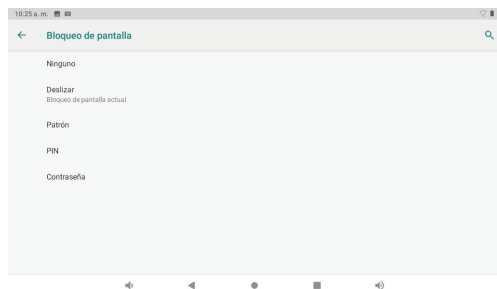 10:25 a. m.
Bloqueo de pantalla
Ninguno
Deslizar
Bloqueo de pantalla actual
Patrón
PIN
Contraseña